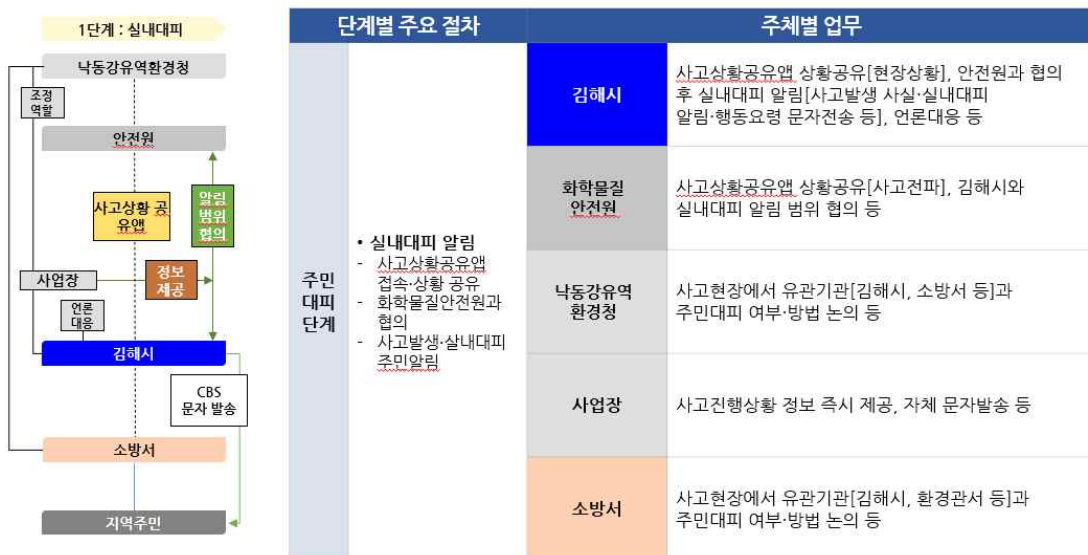 1단계 : 실내대피
낙동강유역환경청
조정
역할
안전원
사고상황 공
유앱
알림
범위
협의
사업장
정보
제공
언론
대응
김해시
CBS
문자 발송
소방서
지역주민
단계별 주요 절차
주체별 업무
주민
대피
단계
• 실내대피 알림
- 사고상황공유앱
접속·상황 공유
- 화학물질안전원과
협의
- 사고발생·살내대피
주민알림
김해시
사고상황공유앱 상황공유[현장상황], 안전원과 협의
후 실내대피 알림[사고발생 사실·실내대피
알림·행동요령 문자전송 등], 언론대응 등
화학물질
안전원
사고상황공유앱 상황공유[사고전파], 김해시와
실내대피 알림 범위 협의 등
낙동강유역
환경청
사고현장에서 유관기관[김해시, 소방서 등]과
주민대피 여부·방법 논의 등
사업장
사고진행상황 정보 즉시 제공, 자체 문자발송 등
소방서
사고현장에서 유관기관[김해시, 환경관서 등]과
주민대피 여부·방법 논의 등